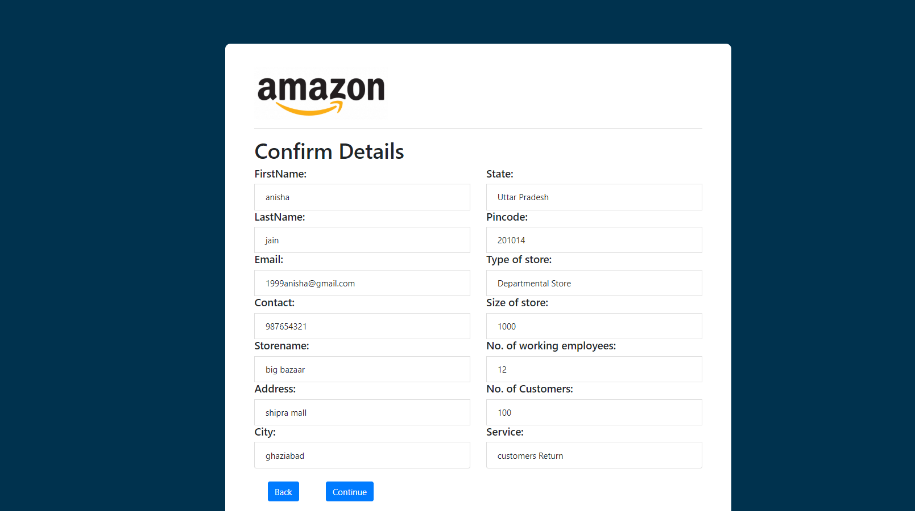 amazon
Confirm Details
FirstName:
anisha
LastName:
jain
Email:
1999anisha@gmail.com
Contact:
987654321
Storename:
big bazaar
Address:
shipra mall
City:
ghaziabad
State:
Uttar Pradesh
Pincode:
201014
Type of store:
Departmental Store
Size of store:
1000
No. of working employees:
12
No. of Customers:
100
Service:
customers Return
Back
Continue